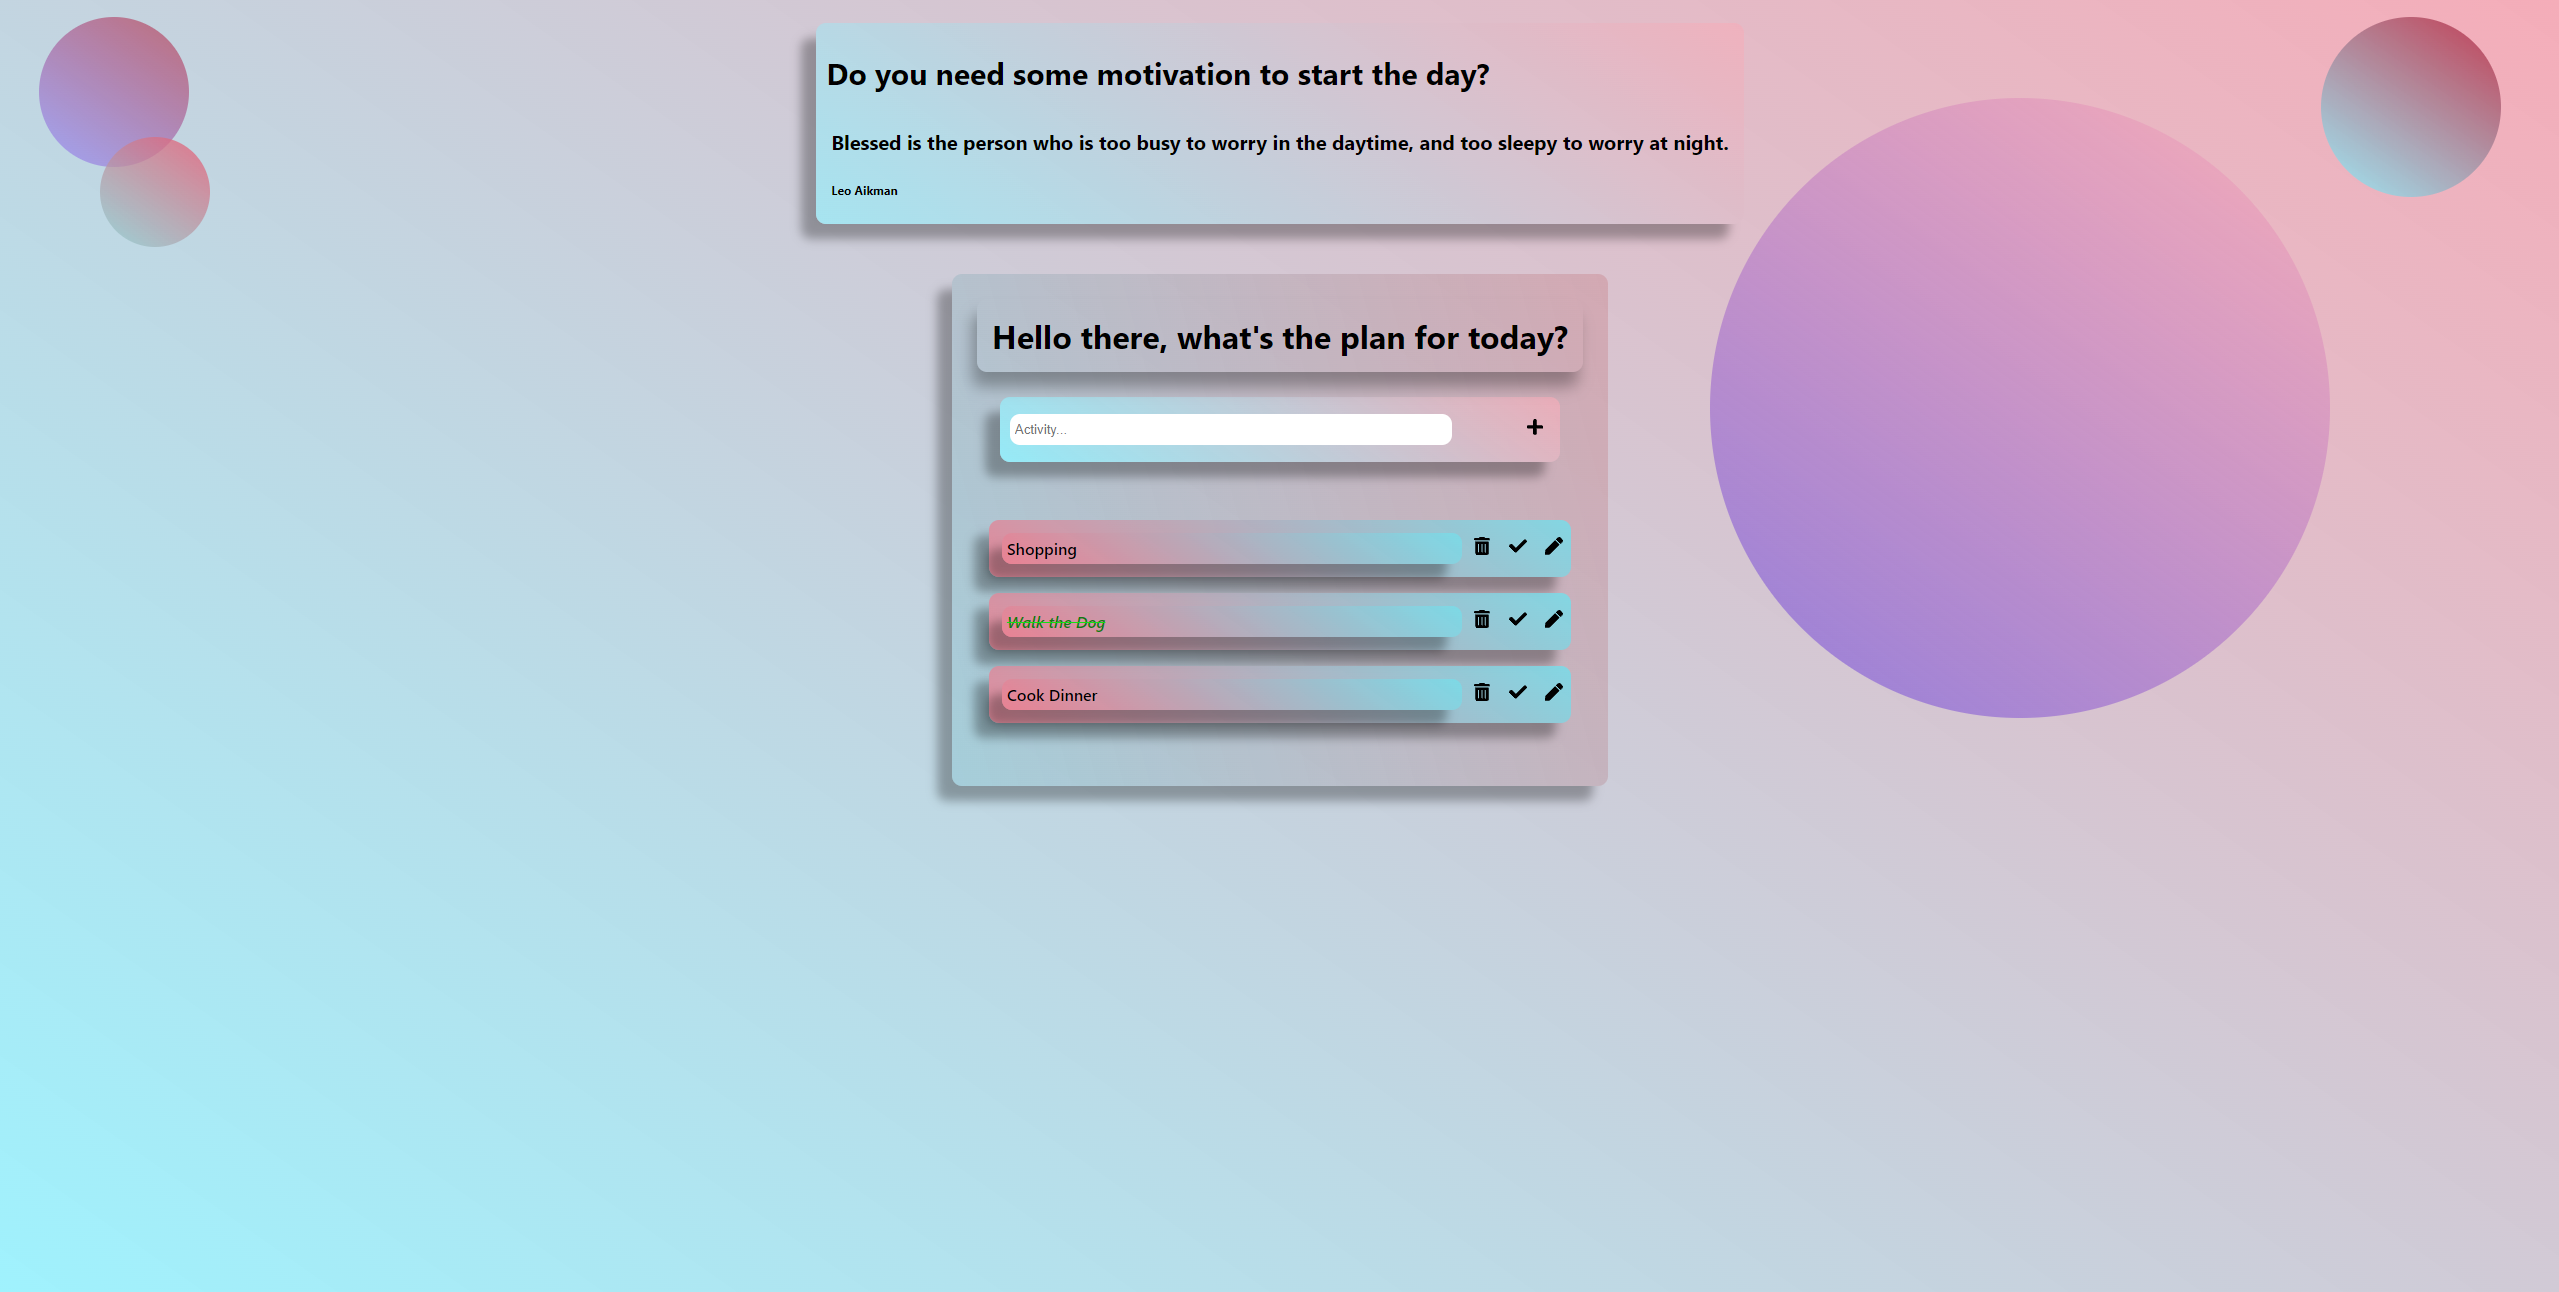 Do you need some motivation to start the day?
Blessed is the person who is too busy to worry in the daytime, and too sleepy to worry at night.
Leo Aikman
Hello there, what's the plan for today?
Activity...
Shopping
Walk the Dog
Cook Dinner